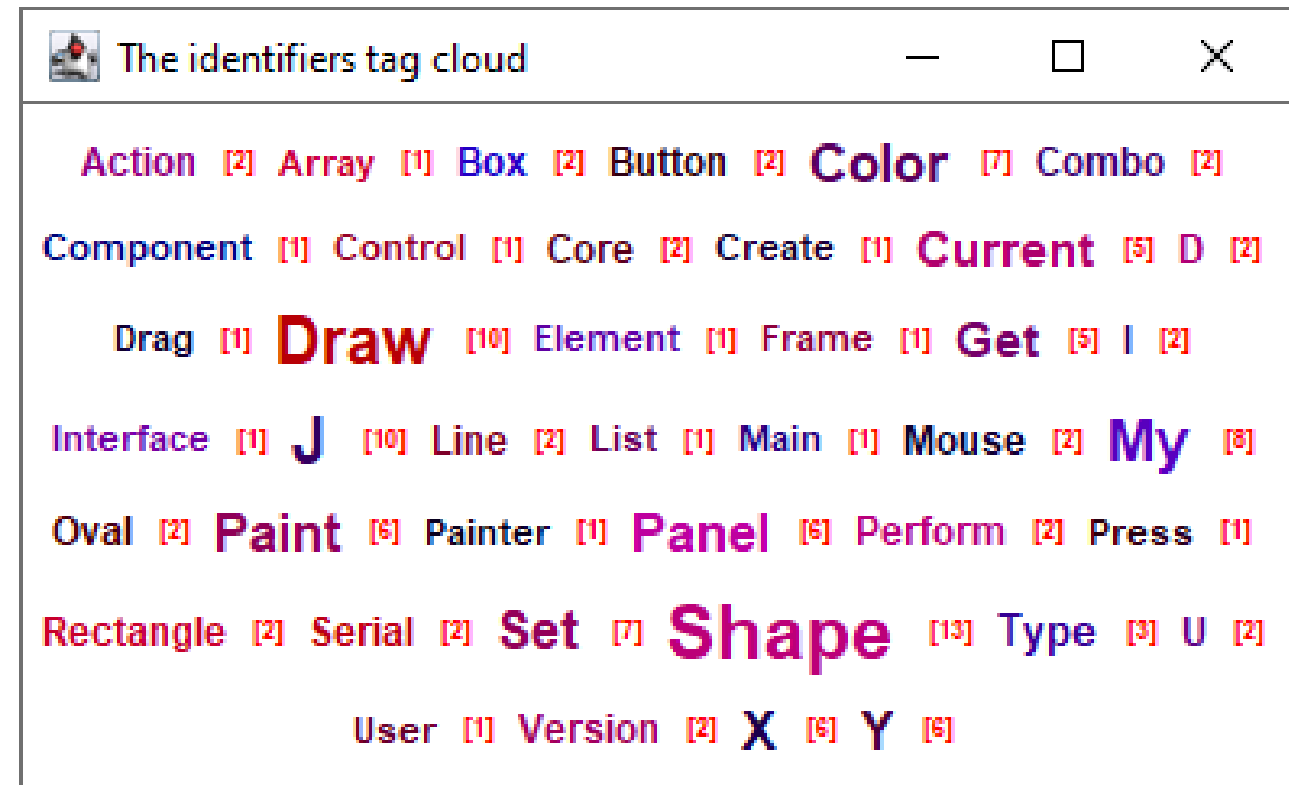 The identifiers tag cloud
Action [2] Array [1] Box [2] Button [2] Color [7] Combo [2]
Component [1] Control [1] Core [2] Create [1] Current [5] D [2]
Drag [1] Draw [10] Element [1] Frame [1] Get [5] I [2]
Interface [1] J [10] Line [2] List [1] Main [1] Mouse [2] My [8]
Oval [2] Paint [6] Painter [1] Panel [6] Perform [2] Press [1]
Rectangle [2] Serial [2] Set [7] Shape [13] Type [3] U [2]
User [1] Version [2] X [6] Y [6]